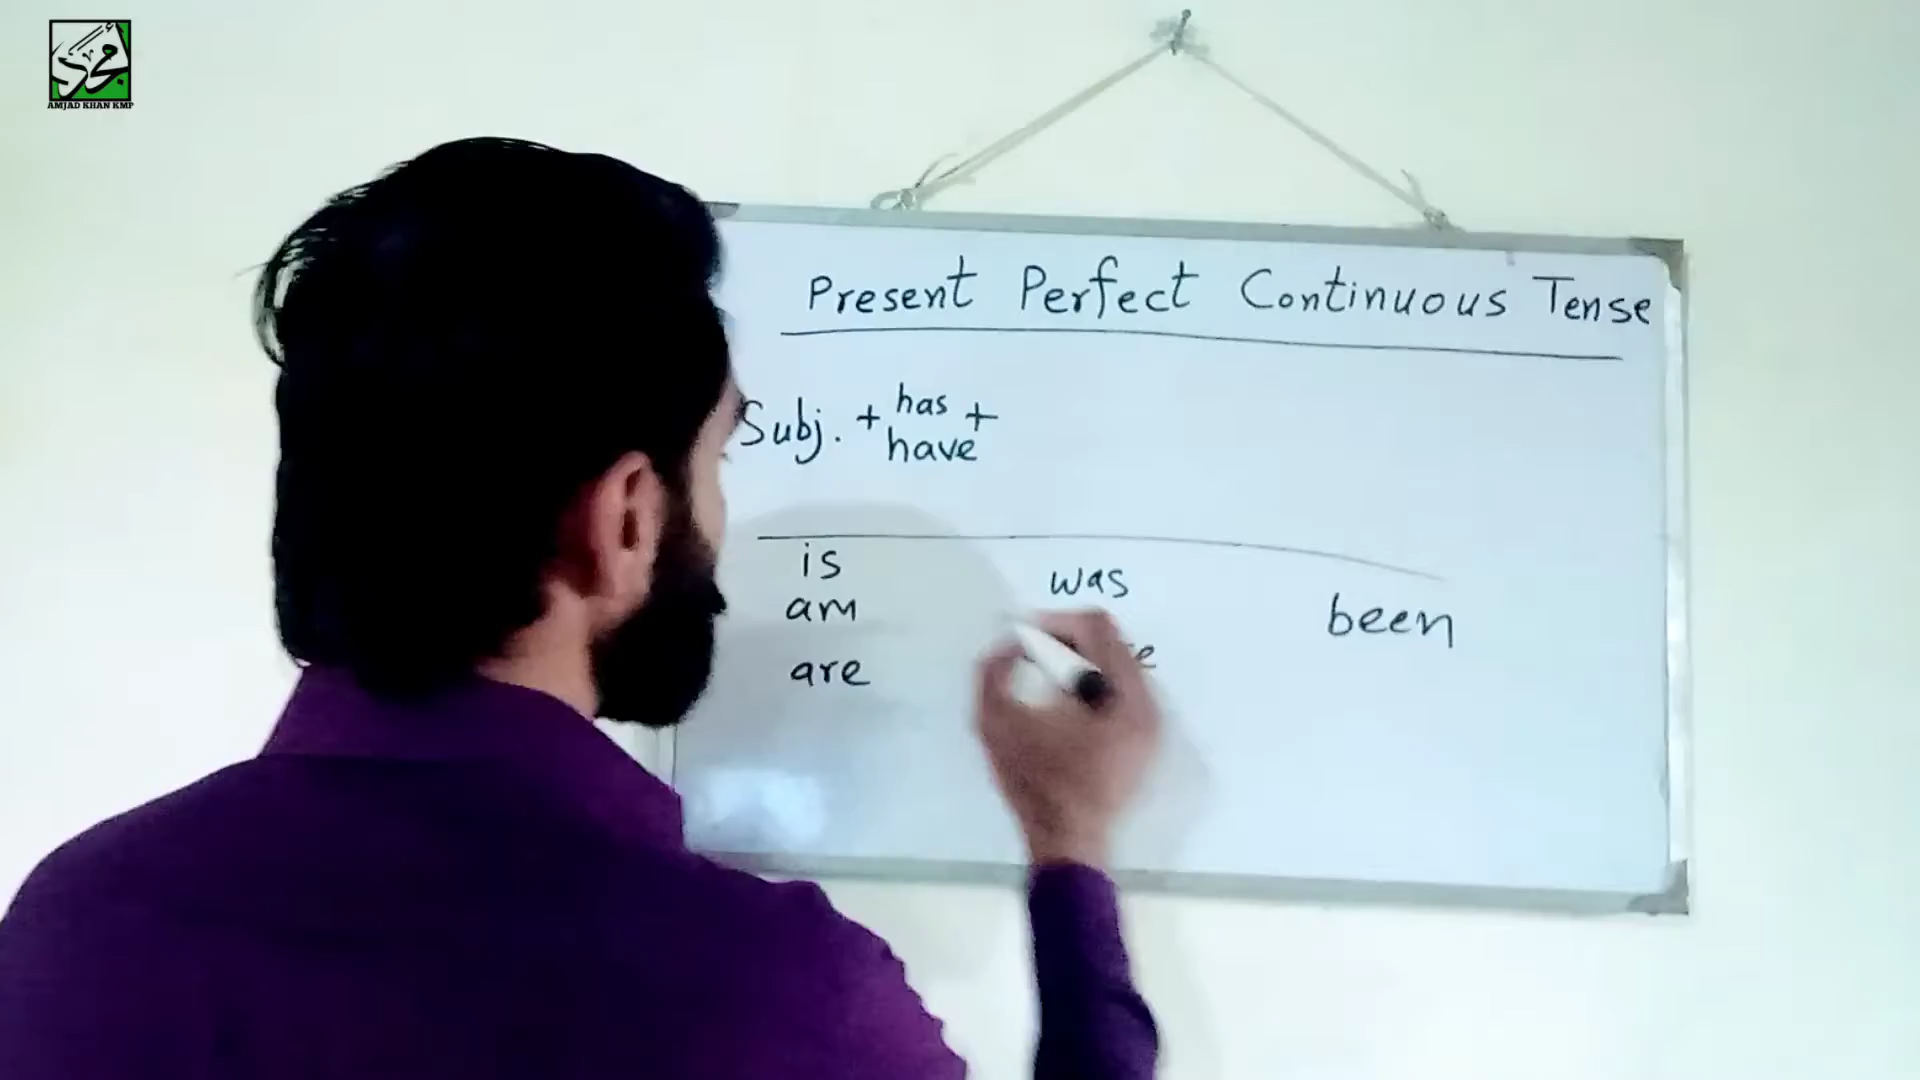 AMJAD KHAN KMP
Present Perfect Continuous Tense
Subj. + has +
have
is
was
am
been
are